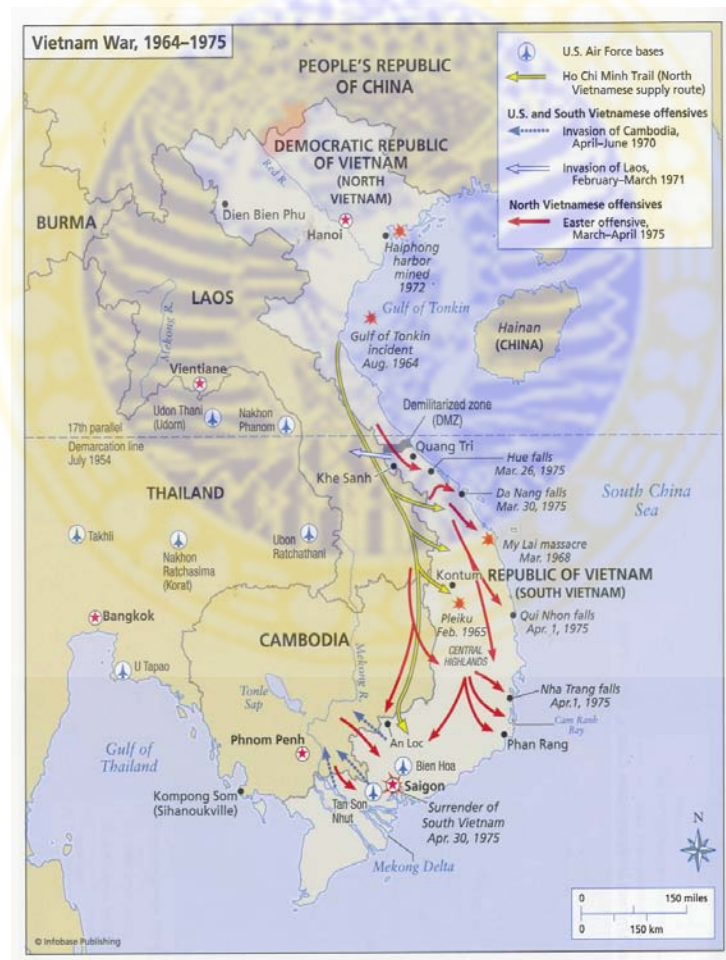 Vietnam War, 1964–1975
U.S. Air Force bases
Ho Chi Minh Trail (North
Vietnamese supply route)
U.S. and South Vietnamese offensives
Invasion of Cambodia,
April–June 1970
Invasion of Laos,
February–March 1971
North Vietnamese offensives
Easter offensive,
March–April 1975
PEOPLE'S REPUBLIC
OF CHINA
DEMOCRATIC REPUBLIC
OF VIETNAM
(NORTH
VIETNAM)
Red R.
BURMA
Dien Bien Phu
Hanoi
Haiphong
harbor
mined
1972
LAOS
Mekong R.
Gulf of Tonkin
Gulf of Tonkin
incident
Aug. 1964
Hainan
(CHINA)
Vientiane
Udon Thani
(Udorn)
Nakhon
Phanom
Demilitarized zone
(DMZ)
17th parallel
Demarcation line
July 1954
Quang Tri
Hue falls
Mar. 26, 1975
Khe Sanh
Da Nang falls
Mar. 30, 1975
THAILAND
South China
Sea
Takhli
Nakhon
Ratchasima
(Korat)
Ubon
Ratchathani
My Lai massacre
Mar. 1968
Kontum
REPUBLIC OF VIETNAM
(SOUTH VIETNAM)
Bangkok
Pleiku
Feb. 1965
Qui Nhon falls
Apr. 1, 1975
CAMBODIA
Mekong R.
CENTRAL
HIGHLANDS
U Tapao
Tonle
Sap
Nha Trang falls
Apr.1, 1975
Cam Ranh
Bay
Phan Rang
Gulf of
Thailand
Phnom Penh
An Loc
Bien Hoa
Kompong Som
(Sihanoukville)
Tan Son
Nhut
Saigon
Surrender of
South Vietnam
Apr. 30, 1975
Mekong Delta
N
0 150 miles
0 150 km
© Infobase Publishing